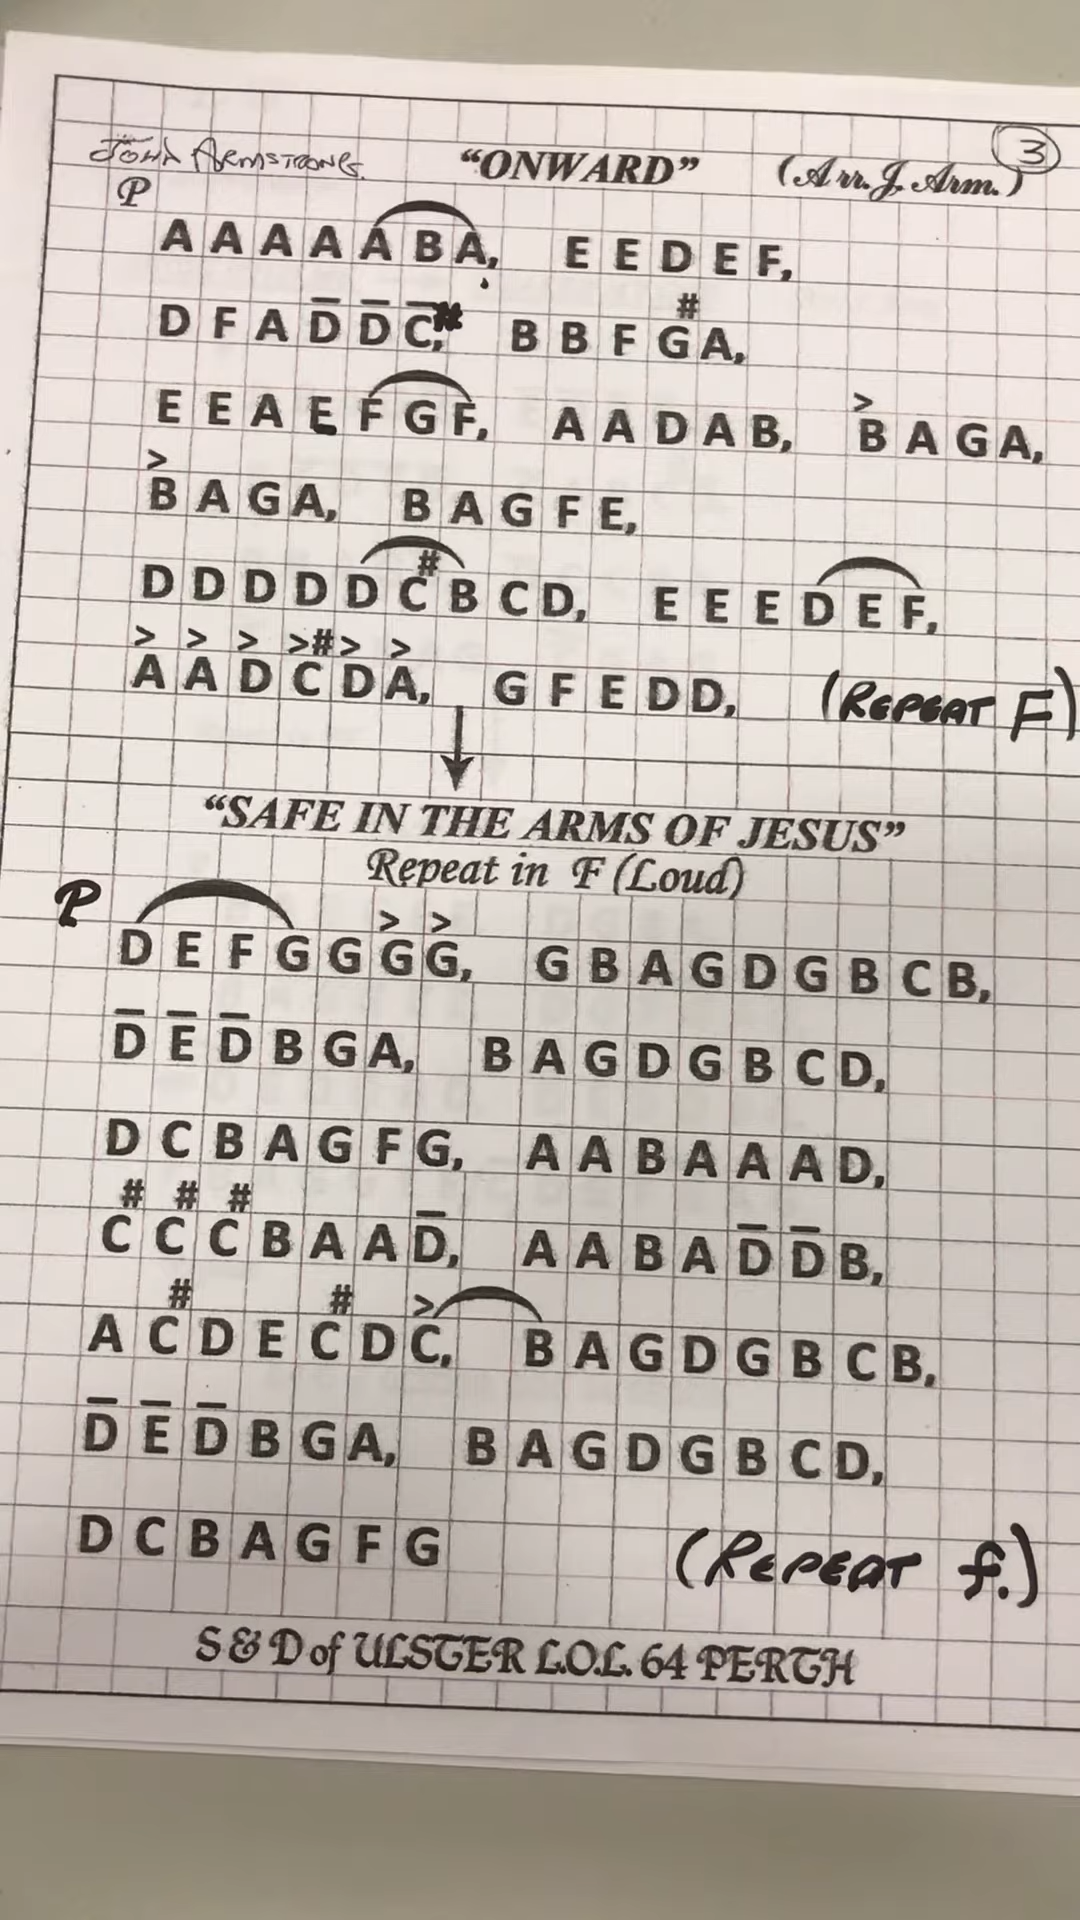 3
JOHN ARMSTRONG. "ONWARD" (Arr. J. Arm.)
P
A A A A A B A, E E D E F,
D F A D̅ D̅ C̅#, B B F G# A,
E E A E F G F, A A D A B, > B A G A,
> B A G A, B A G F E,
D D D D D C# B C D, E E E D E F,
> > > ># > >
A A D C D A, G F E D D, (REPEAT F)
"SAFE IN THE ARMS OF JESUS"
Repeat in F (Loud)
P
> >
D E F G G G G, G B A G D G B C B,
D̅ E̅ D̅ B G A, B A G D G B C D,
D C B A G F G, A A B A A A D,
# # #
C C C B A A D̅, A A B A D̅ D̅ B,
# # >
A C D E C D C, B A G D G B C B,
D̅ E̅ D̅ B G A, B A G D G B C D,
D C B A G F G (REPEAT f.)
S & D of ULSTER L.O.L. 64 PERTH